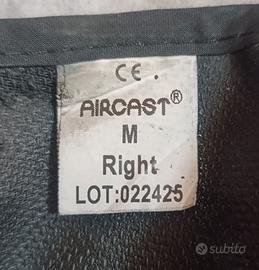 CE
AIRCAST®
M
Right
LOT:022425
subito